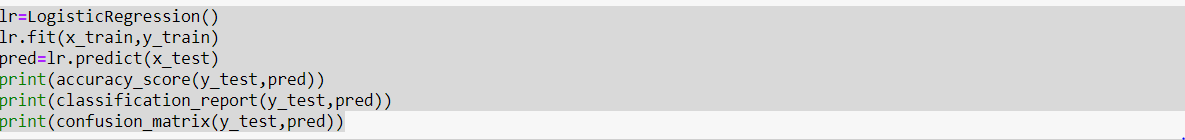 lr=LogisticRegression()
lr.fit(x_train,y_train)
pred=lr.predict(x_test)
print(accuracy_score(y_test,pred))
print(classification_report(y_test,pred))
print(confusion_matrix(y_test,pred))